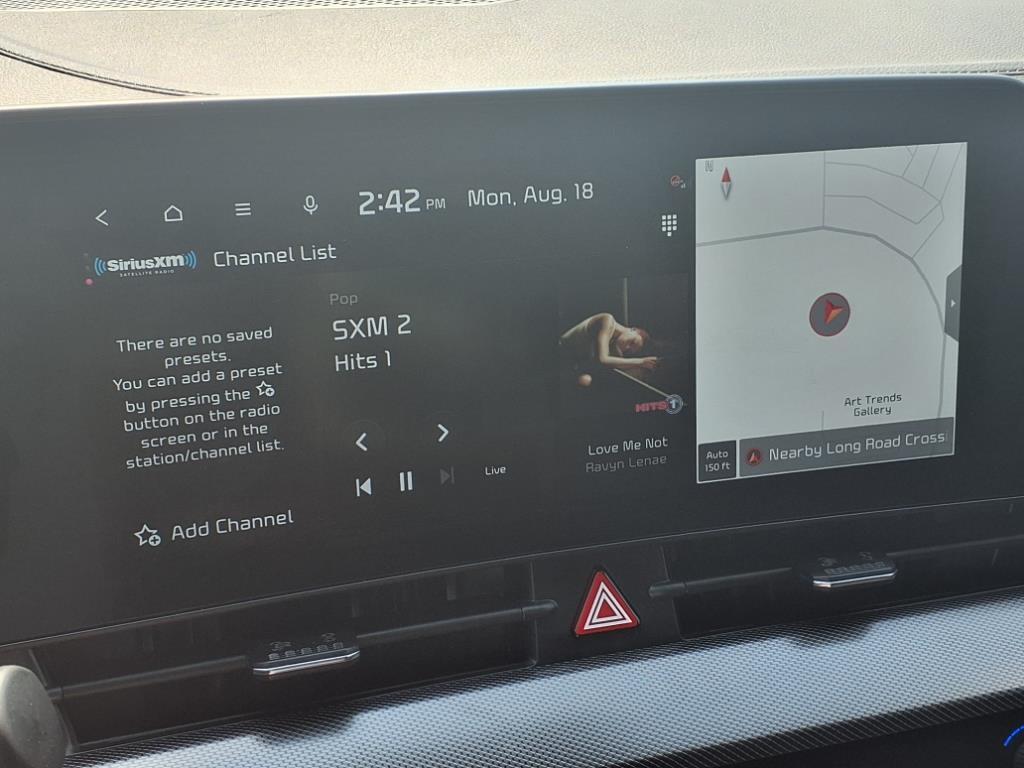 2:42 PM Mon, Aug. 18
N
((SiriusXM))
SATELLITE RADIO
Channel List
There are no saved
presets.
You can add a preset
by pressing the
button on the radio
screen or in the
station/channel list.
Add Channel
Pop
SXM 2
Hits 1
Live
HITS 1
Love Me Not
Ravyn Lenae
Art Trends
Gallery
Auto
150 ft
Nearby Long Road Cross